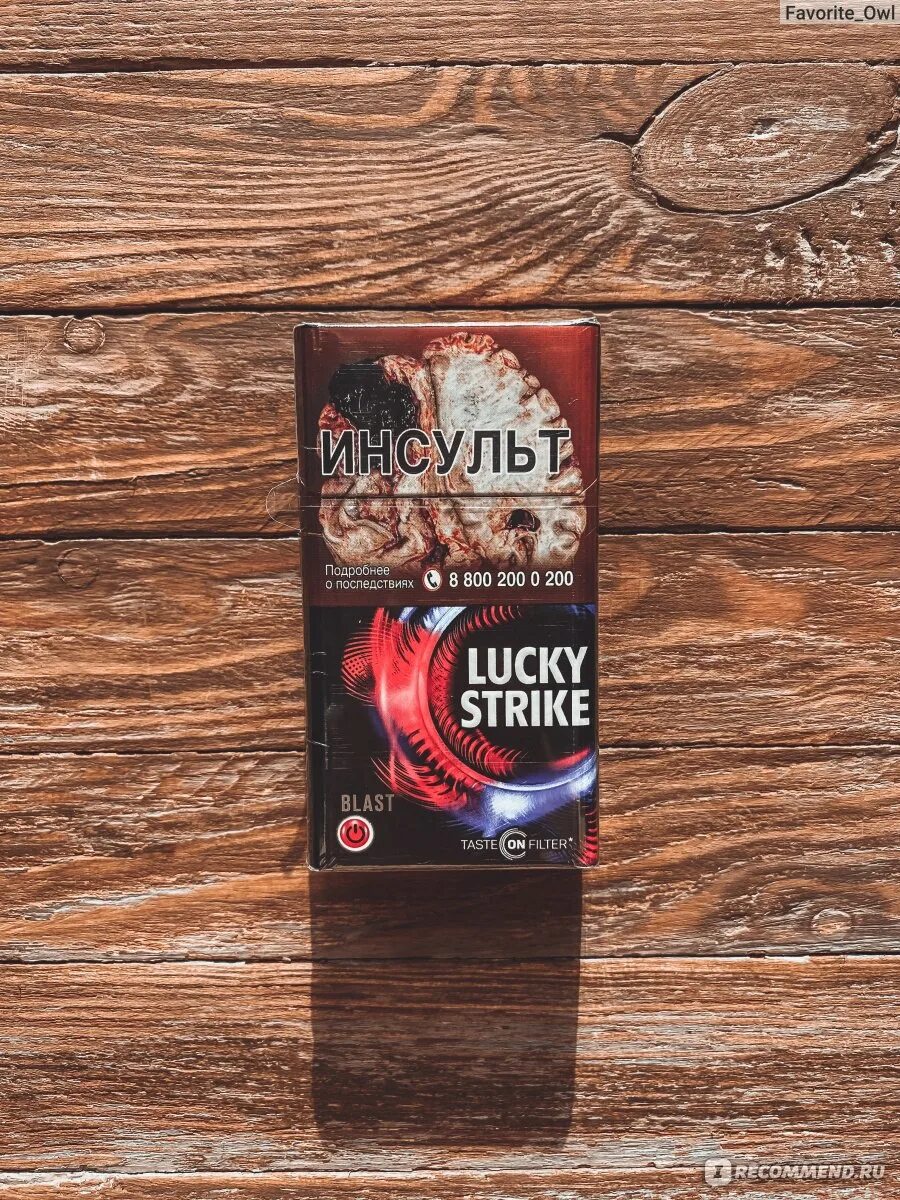 Favorite_Owl
ИНСУЛЬТ
Подробнее
о последствиях 8 800 200 0 200
LUCKY
STRIKE
BLAST
TASTE ON FILTER*
RECOMMEND.RU